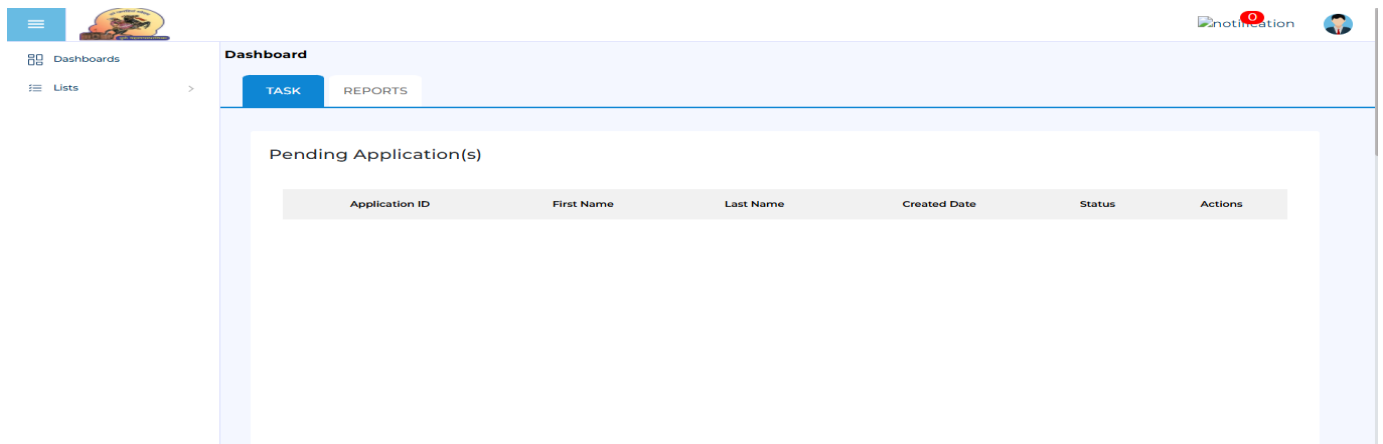 notification
0
Dashboards
Lists
Dashboard
TASK REPORTS
Pending Application(s)
Application ID First Name Last Name Created Date Status Actions